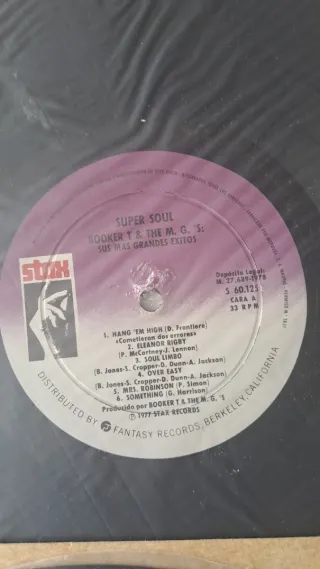 SUPER SOUL
BOOKER T & THE M. G. 'S:
SUS MAS GRANDES EXITOS
stax
Depósito Legal:
M. 27.689-1978
S 60.125
CARA A
33 RPM
1. HANG 'EM HIGH (D. Frontiere)
«Cometieron dos errores»
2. ELEANOR RIGBY
(P. McCartney-J. Lennon)
3. SOUL LIMBO
(B. Jones-S. Cropper-D. Dunn-A. Jackson)
4. OVER EASY
(B. Jones-S. Cropper-D. Dunn-A. Jackson)
5. MRS. ROBINSON (P. Simon)
6. SOMETHING (G. Harrison)
Producido por BOOKER T & THE M. G. 'S
℗ 1977 STAX RECORDS
DISTRIBUTED BY FANTASY RECORDS, BERKELEY, CALIFORNIA